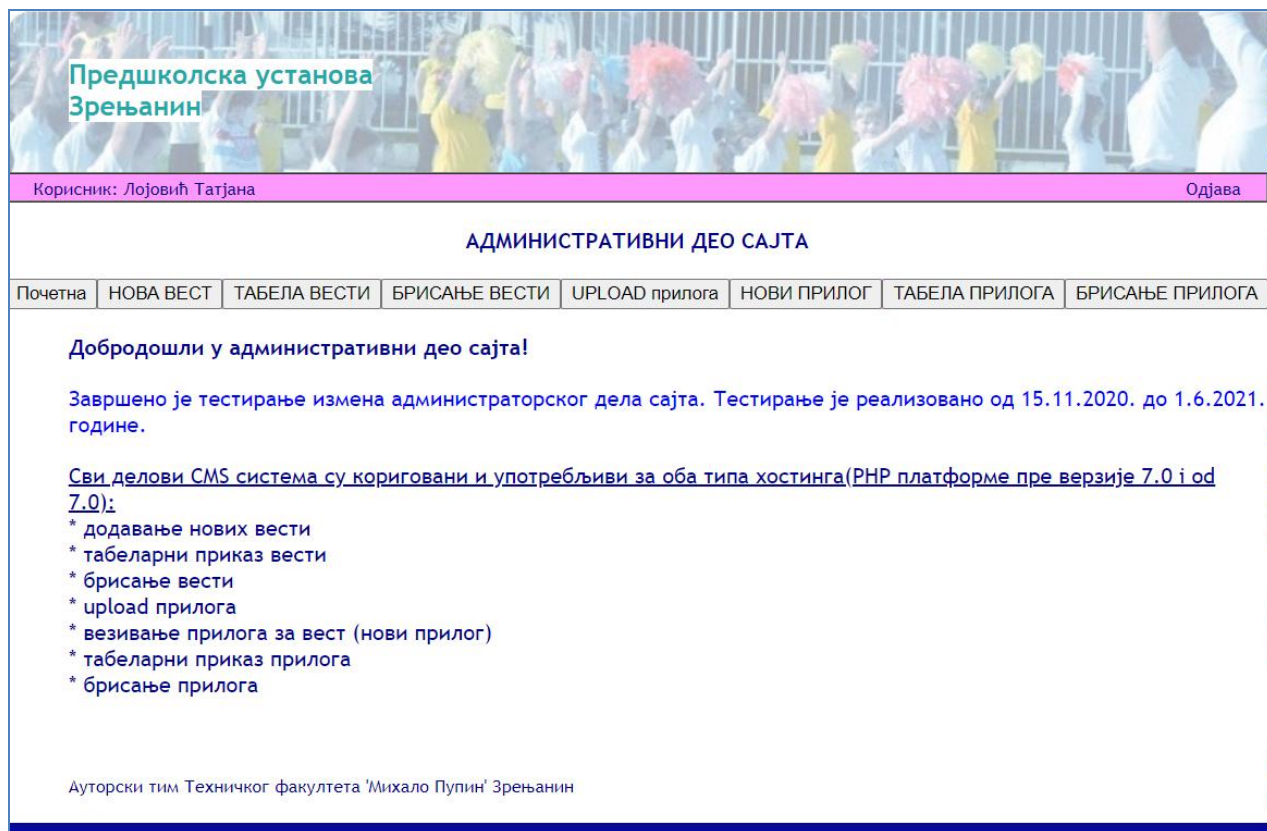 Предшколска установа
Зрењанин
Корисник: Лојовић Татјана Одјава
АДМИНИСТРАТИВНИ ДЕО САЈТА
Почетна НОВА ВЕСТ ТАБЕЛА ВЕСТИ БРИСАЊЕ ВЕСТИ UPLOAD прилога НОВИ ПРИЛОГ ТАБЕЛА ПРИЛОГА БРИСАЊЕ ПРИЛОГА
Добродошли у административни део сајта!
Завршено је тестирање измена администраторског дела сајта. Тестирање је реализовано од 15.11.2020. до 1.6.2021.
године.
Сви делови CMS система су кориговани и употребљиви за оба типа хостинга(PHP платформе пре верзије 7.0 i od
7.0):
* додавање нових вести
* табеларни приказ вести
* брисање вести
* upload прилога
* везивање прилога за вест (нови прилог)
* табеларни приказ прилога
* брисање прилога
Ауторски тим Техничког факултета 'Михало Пупин' Зрењанин